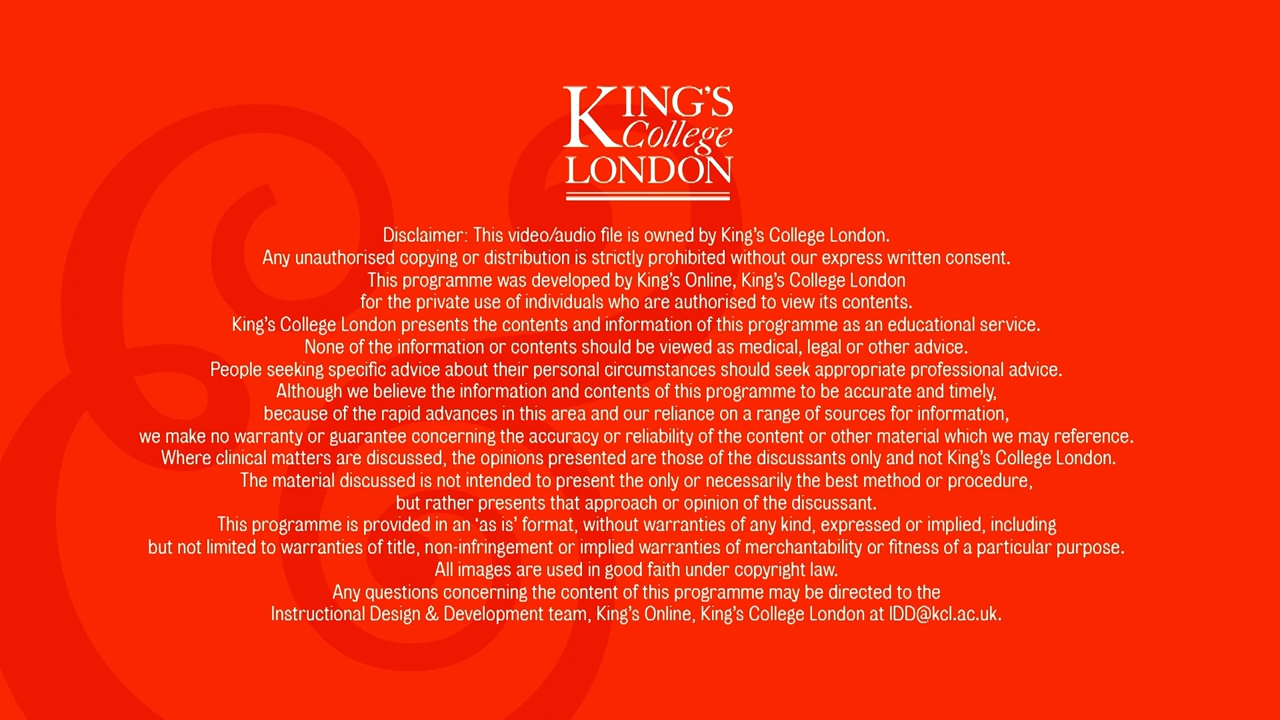 KING'S
College
LONDON
Disclaimer: This video/audio file is owned by King's College London.
Any unauthorised copying or distribution is strictly prohibited without our express written consent.
This programme was developed by King's Online, King's College London
for the private use of individuals who are authorised to view its contents.
King's College London presents the contents and information of this programme as an educational service.
None of the information or contents should be viewed as medical, legal or other advice.
People seeking specific advice about their personal circumstances should seek appropriate professional advice.
Although we believe the information and contents of this programme to be accurate and timely,
because of the rapid advances in this area and our reliance on a range of sources for information,
we make no warranty or guarantee concerning the accuracy or reliability of the content or other material which we may reference.
Where clinical matters are discussed, the opinions presented are those of the discussants only and not King's College London.
The material discussed is not intended to present the only or necessarily the best method or procedure,
but rather presents that approach or opinion of the discussant.
This programme is provided in an 'as is' format, without warranties of any kind, expressed or implied, including
but not limited to warranties of title, non-infringement or implied warranties of merchantability or fitness of a particular purpose.
All images are used in good faith under copyright law.
Any questions concerning the content of this programme may be directed to the
Instructional Design & Development team, King's Online, King's College London at IDD@kcl.ac.uk.